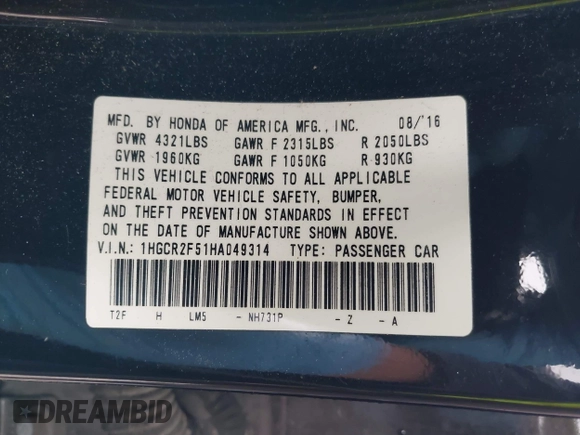 MFD. BY HONDA OF AMERICA MFG., INC. 08/'16
GVWR 4321LBS GAWR F 2315LBS R 2050LBS
GVWR 1960KG GAWR F 1050KG R 930KG
THIS VEHICLE CONFORMS TO ALL APPLICABLE
FEDERAL MOTOR VEHICLE SAFETY, BUMPER,
AND THEFT PREVENTION STANDARDS IN EFFECT
ON THE DATE OF MANUFACTURE SHOWN ABOVE.
V.I.N.: 1HGCR2F51HA049314 TYPE: PASSENGER CAR
T2F H LM5 - NH731P - Z - A
DREAMBID